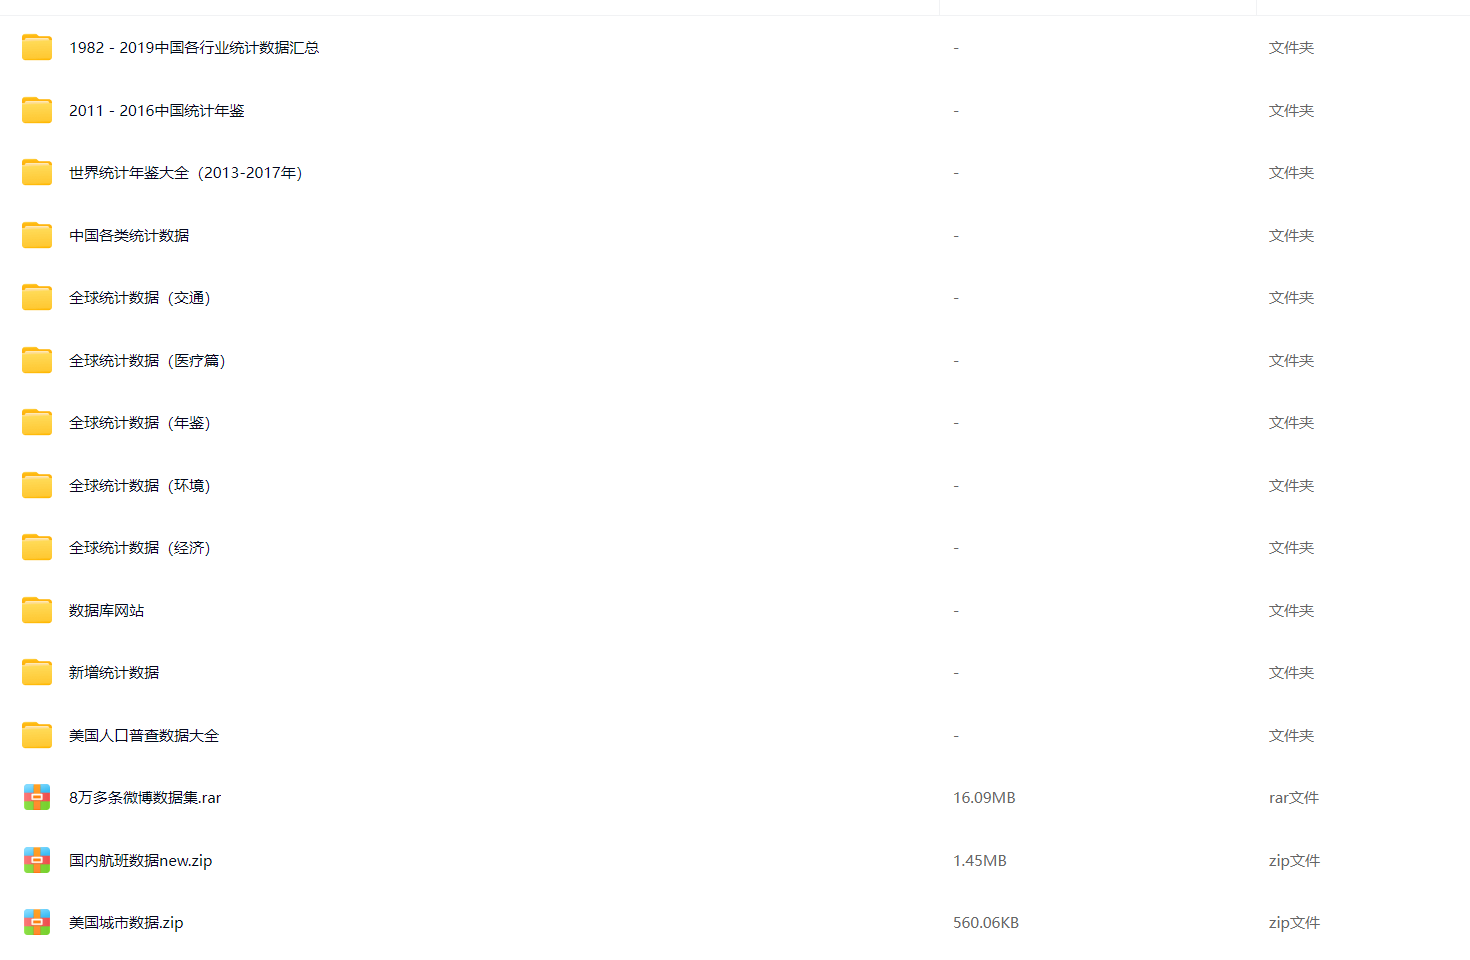 1982 - 2019中国各行业统计数据汇总 - 文件夹
2011 - 2016中国统计年鉴 - 文件夹
世界统计年鉴大全（2013-2017年） - 文件夹
中国各类统计数据 - 文件夹
全球统计数据（交通） - 文件夹
全球统计数据（医疗篇） - 文件夹
全球统计数据（年鉴） - 文件夹
全球统计数据（环境） - 文件夹
全球统计数据（经济） - 文件夹
数据库网站 - 文件夹
新增统计数据 - 文件夹
美国人口普查数据大全 - 文件夹
8万多条微博数据集.rar 16.09MB rar文件
国内航班数据new.zip 1.45MB zip文件
美国城市数据.zip 560.06KB zip文件